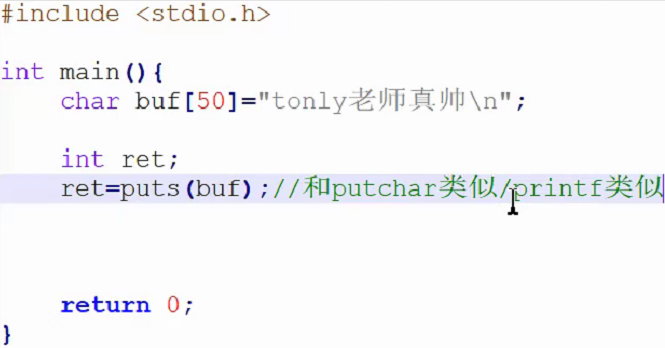 #include <stdio.h>
int main(){
char buf[50]="tonly老师真帅\n";
int ret;
ret=puts(buf);//和putchar类似/printf类似
return 0;
}